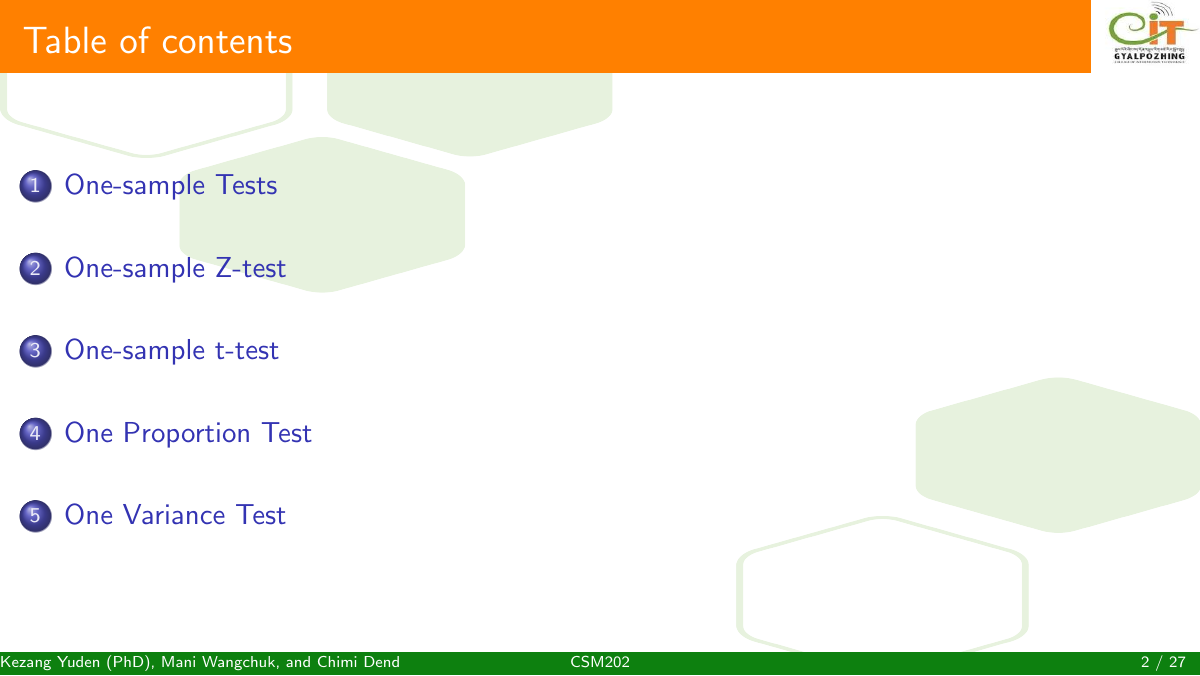 Table of contents
CiT
GYALPOZHING
1 One-sample Tests
2 One-sample Z-test
3 One-sample t-test
4 One Proportion Test
5 One Variance Test
Kezang Yuden (PhD), Mani Wangchuk, and Chimi Dend CSM202 2 / 27